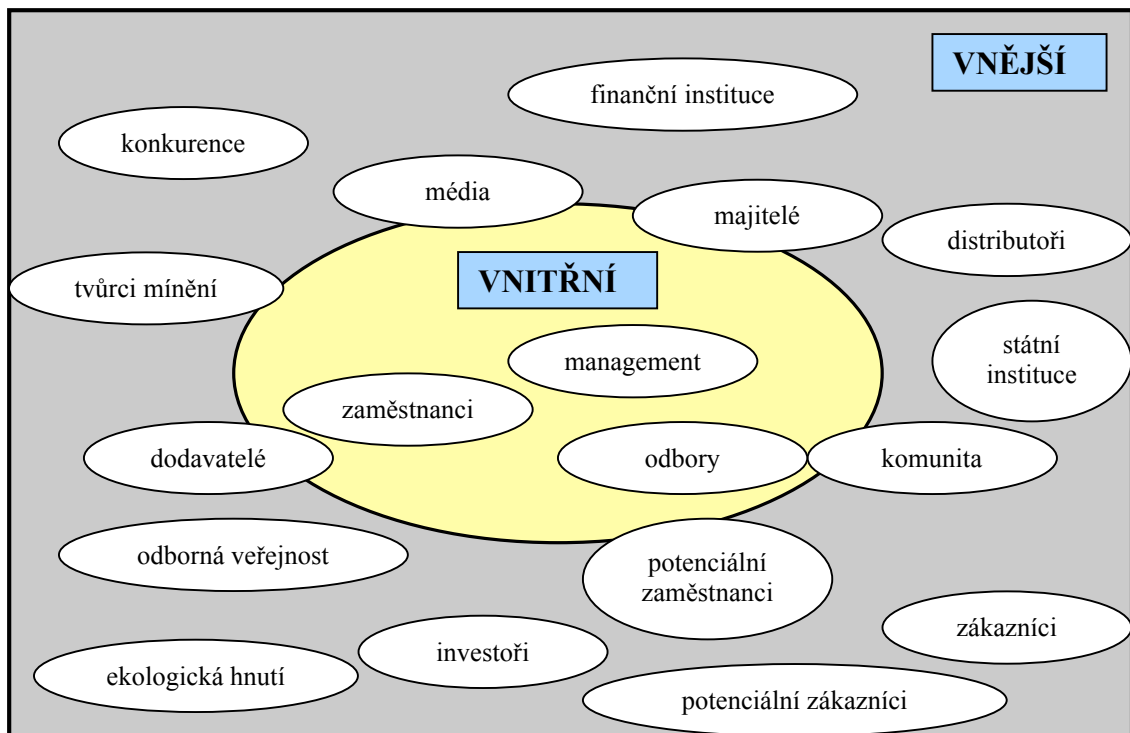 VNĚJŠÍ
finanční instituce
konkurence
média
majitelé
distributoři
tvůrci mínění
VNITŘNÍ
management
státní
instituce
zaměstnanci
dodavatelé
odbory
komunita
odborná veřejnost
potenciální
zaměstnanci
zákazníci
investoři
ekologická hnutí
potenciální zákazníci